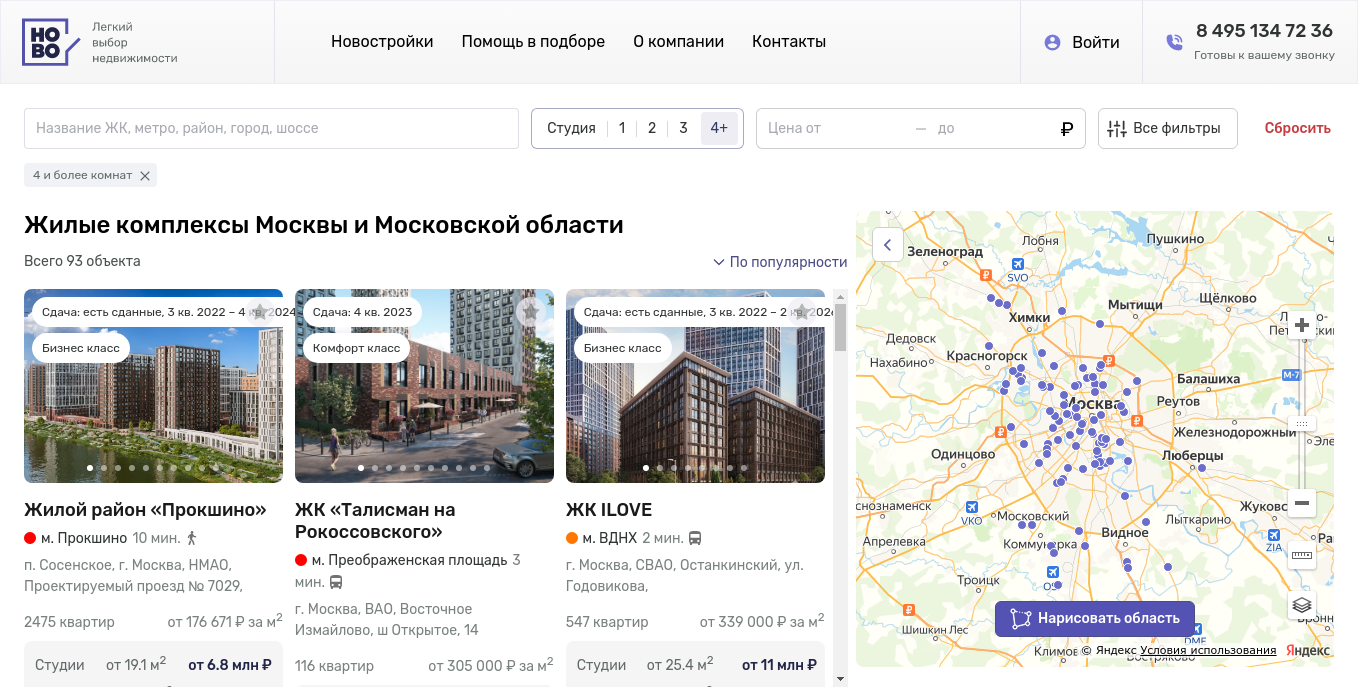 НО
ВО
Легкий
выбор
недвижимости
Новостройки
Помощь в подборе
О компании
Контакты
Войти
8 495 134 72 36
Готовы к вашему звонку
Название ЖК, метро, район, город, шоссе
Студия 1 2 3 4+
Цена от — до ₽
Все фильтры
Сбросить
4 и более комнат
Жилые комплексы Москвы и Московской области
Всего 93 объекта
По популярности
Сдача: есть сданные, 3 кв. 2022 – 4 кв. 2024
Бизнес класс
Жилой район «Прокшино»
м. Прокшино 10 мин.
п. Сосенское, г. Москва, НМАО,
Проектируемый проезд № 7029,
2475 квартир
от 176 671 ₽ за м2
Студии от 19.1 м2 от 6.8 млн ₽
Сдача: 4 кв. 2023
Комфорт класс
ЖК «Талисман на
Рокоссовского»
м. Преображенская площадь 3
мин.
г. Москва, ВАО, Восточное
Измайлово, ш Открытое, 14
116 квартир
от 305 000 ₽ за м2
Сдача: есть сданные, 3 кв. 2022 – 2 кв. 202
Бизнес класс
ЖК ILOVE
м. ВДНХ 2 мин.
г. Москва, СВАО, Останкинский, ул.
Годовикова,
547 квартир
от 339 000 ₽ за м2
Студии от 25.4 м2 от 11 млн ₽
Лобня
Пушкино
Зеленоград
SVO
Щёлково
Мытищи
Химки
Дедовск
Красногорск
Нахабино
М-7
Балашиха
Москва
Реутов
Железнодорожный
Одинцово
Люберцы
VKO
Московский
Жуковс
Лыткарино
Видное
Апрелевка
Коммунарка
ZIA
Троицк
Шишкин Лес
DME
Нарисовать область
Климов
Востряково
© Яндекс Условия использования
Яндекс